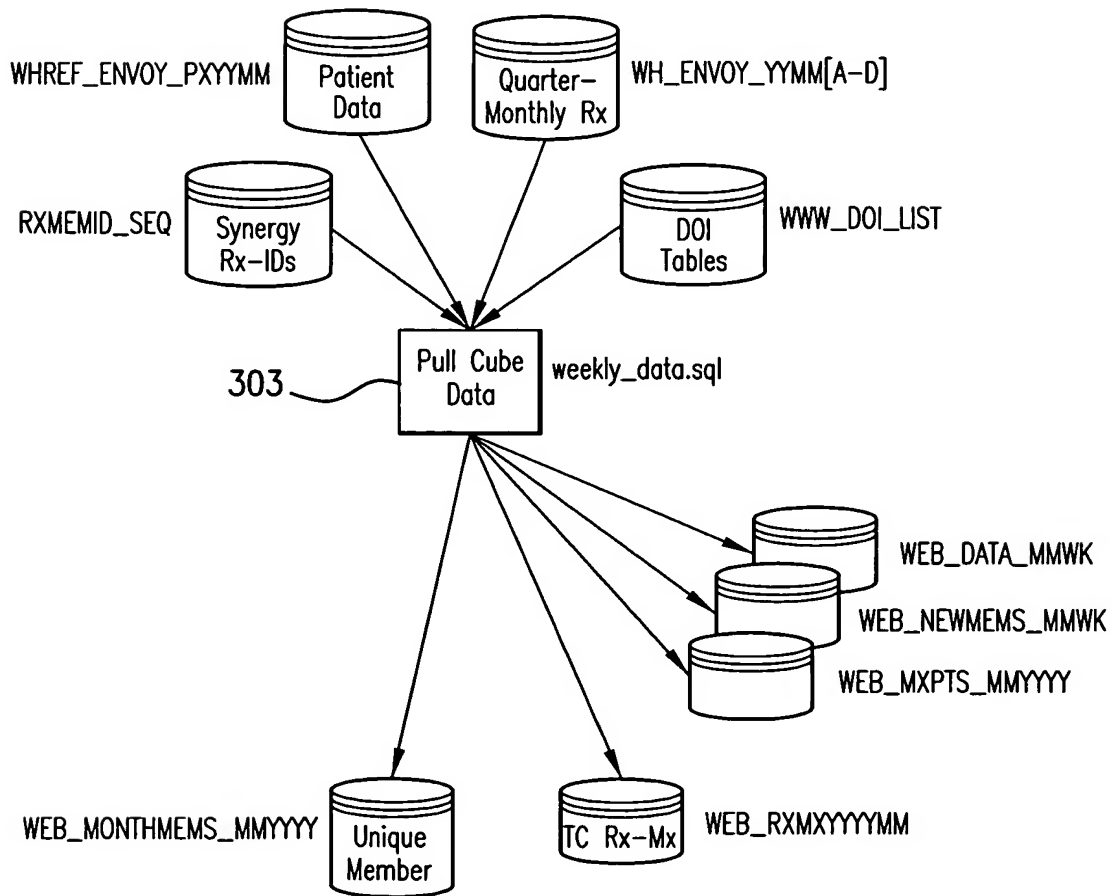 WHREF_ENVOY_PXYYMM
Patient
Data
Quarter-
Monthly Rx
WH_ENVOY_YYMM[A-D]
RXMEMID_SEQ
Synergy
Rx-IDs
DOI
Tables
WWW_DOI_LIST
303
Pull Cube
Data
weekly_data.sql
WEB_DATA_MMWK
WEB_NEWMEMS_MMWK
WEB_MXPTS_MMYYYY
WEB_MONTHMEMS_MMYYYY
Unique
Member
TC Rx-Mx
WEB_RXMXYYYYMM